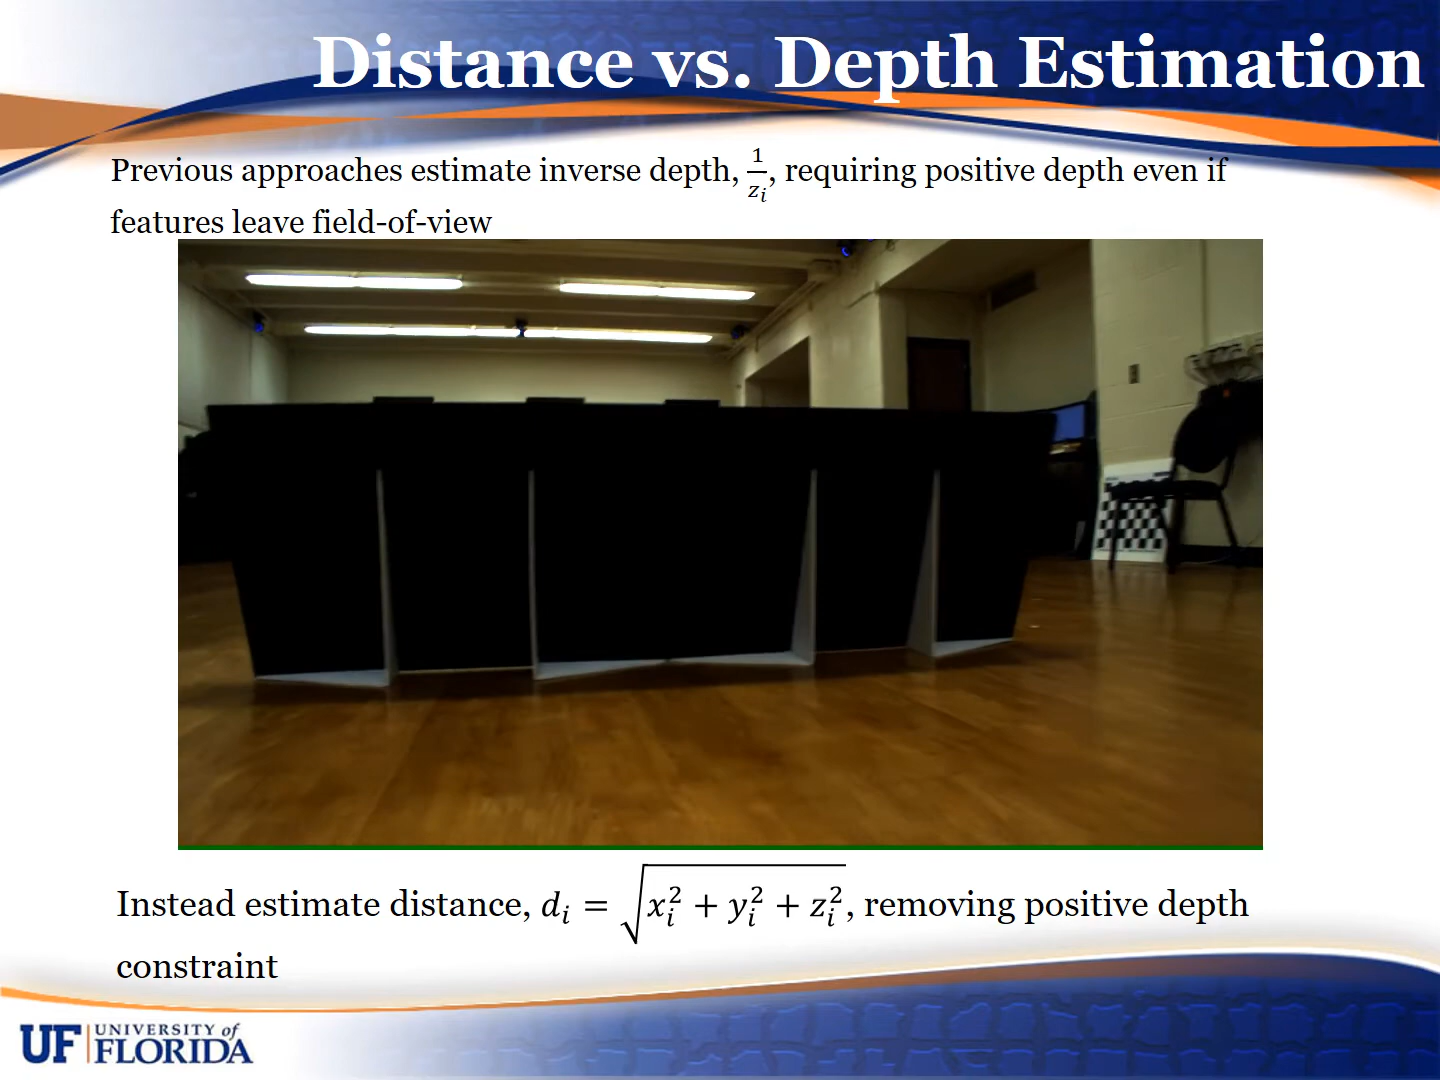 Distance vs. Depth Estimation
Previous approaches estimate inverse depth, 1/z_i, requiring positive depth even if
features leave field-of-view
Instead estimate distance, d_i = √(x_i^2 + y_i^2 + z_i^2), removing positive depth
constraint
UF UNIVERSITY of
FLORIDA